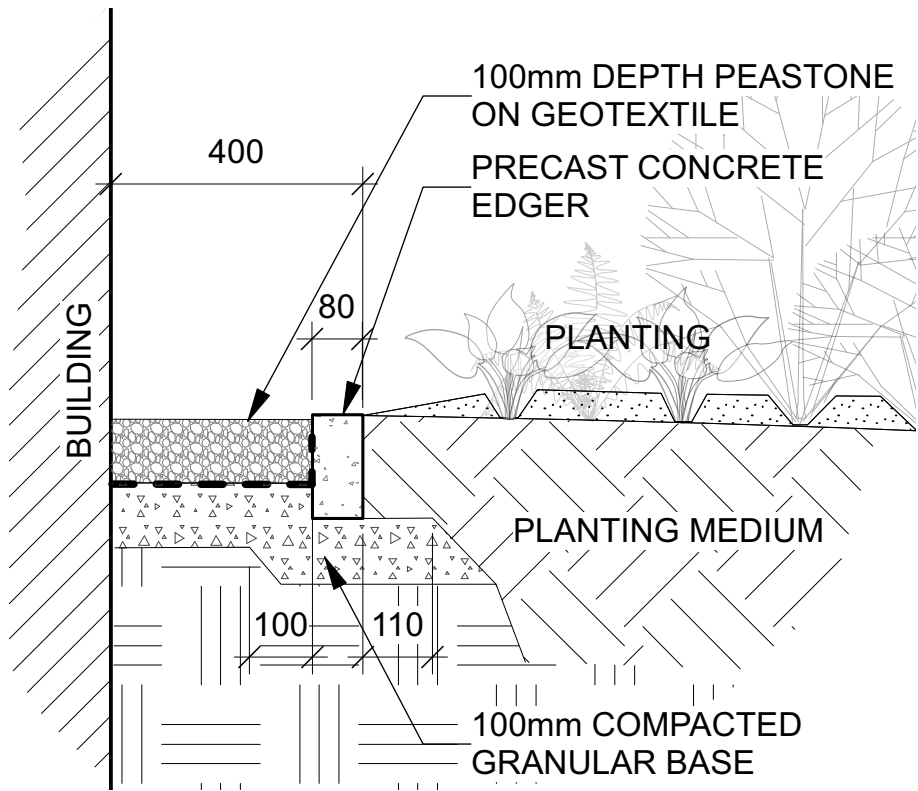 100mm DEPTH PEASTONE
ON GEOTEXTILE
400
PRECAST CONCRETE
EDGER
80
BUILDING
PLANTING
PLANTING MEDIUM
100
110
100mm COMPACTED
GRANULAR BASE